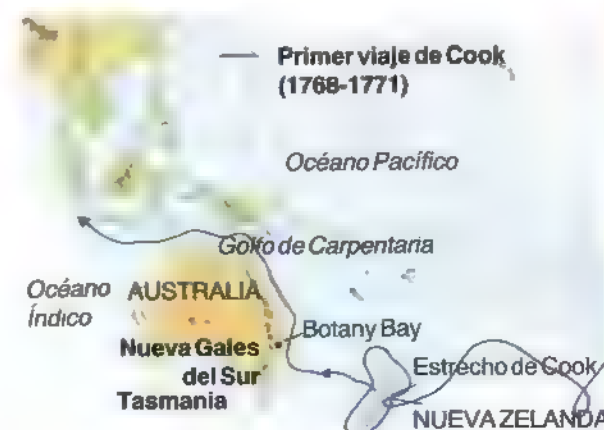 Primer viaje de Cook
(1768-1771)
Océano Pacífico
Golfo de Carpentaria
Océano
Índico
AUSTRALIA
Botany Bay
Nueva Gales
del Sur
Tasmania
Estrecho de Cook
NUEVA ZELANDA